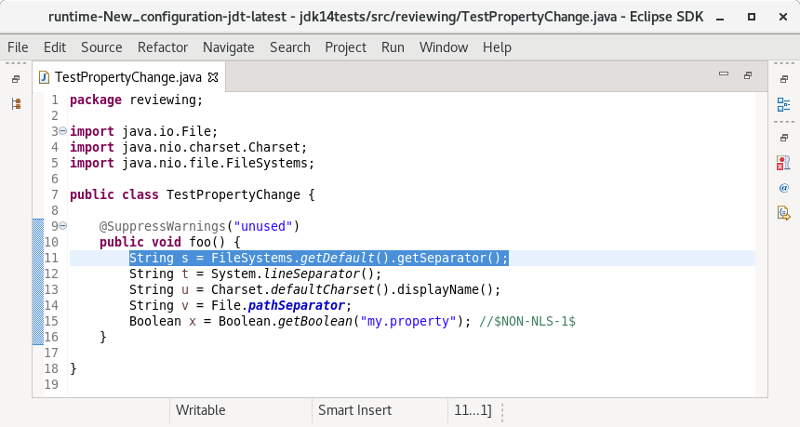 runtime-New_configuration-jdt-latest - jdk14tests/src/reviewing/TestPropertyChange.java - Eclipse SDK
File Edit Source Refactor Navigate Search Project Run Window Help
TestPropertyChange.java
1 package reviewing;
2
3 import java.io.File;
4 import java.nio.charset.Charset;
5 import java.nio.file.FileSystems;
6
7 public class TestPropertyChange {
8
9 @SuppressWarnings("unused")
10 public void foo() {
11 String s = FileSystems.getDefault().getSeparator();
12 String t = System.lineSeparator();
13 String u = Charset.defaultCharset().displayName();
14 String v = File.pathSeparator;
15 Boolean x = Boolean.getBoolean("my.property"); //$NON-NLS-1$
16 }
17
18 }
19
Writable Smart Insert 11...1]